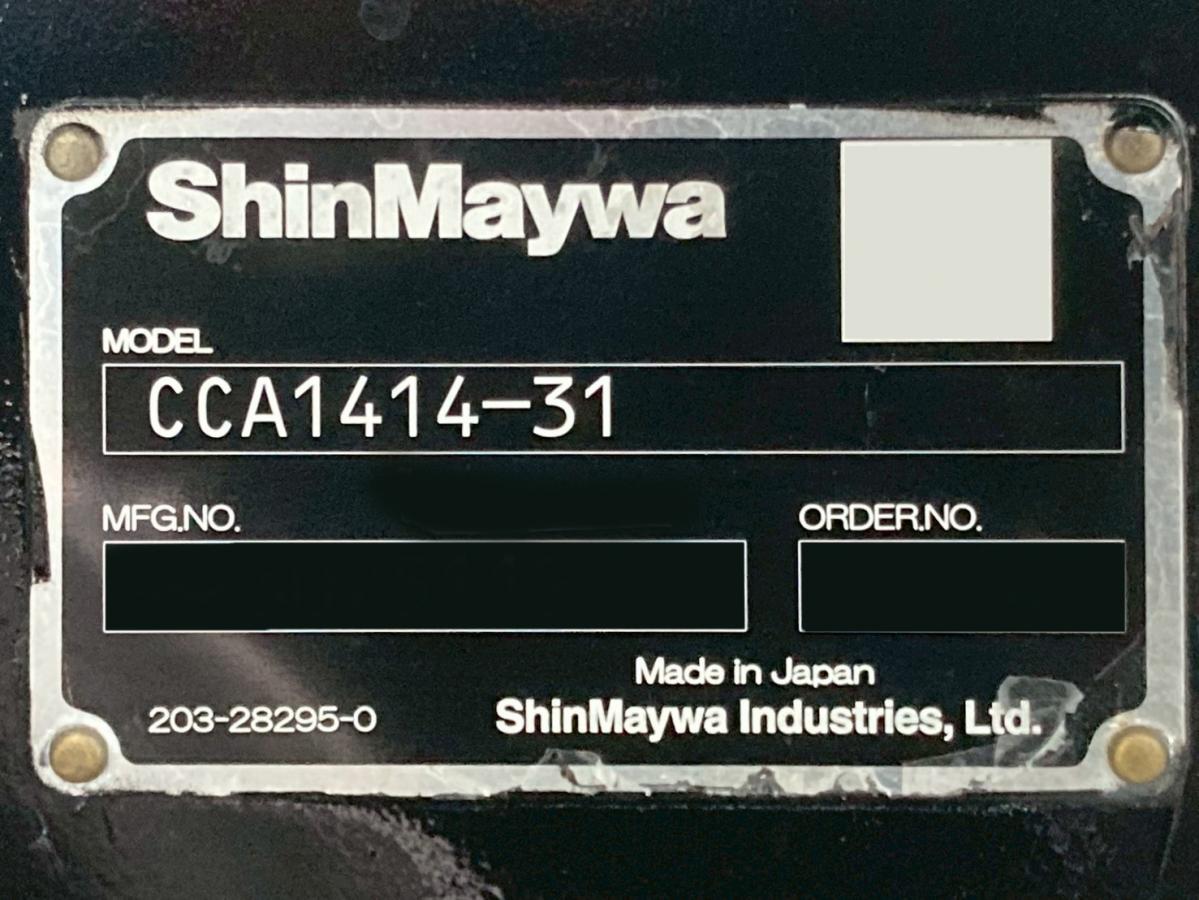 ShinMaywa
MODEL
CCA1414-31
MFG.NO. ORDER.NO.
Made in Japan
203-28295-0 ShinMaywa Industries, Ltd.